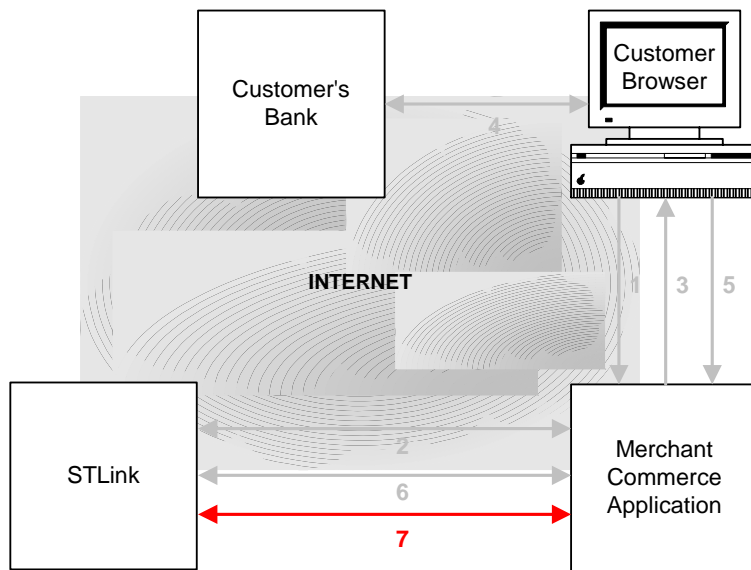 Customer's
Bank
Customer
Browser
4
INTERNET
1
3
5
STLink
2
6
7
Merchant
Commerce
Application